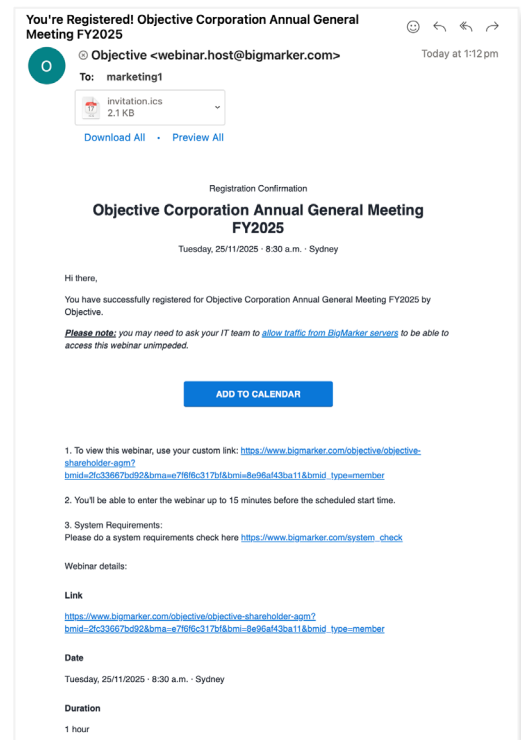 You're Registered! Objective Corporation Annual General
Meeting FY2025
Objective <webinar.host@bigmarker.com>
Today at 1:12 pm
O
To: marketing1
17
invitation.ics
2.1 KB
Download All • Preview All
Registration Confirmation
Objective Corporation Annual General Meeting
FY2025
Tuesday, 25/11/2025 · 8:30 a.m. · Sydney
Hi there,
You have successfully registered for Objective Corporation Annual General Meeting FY2025 by
Objective.
Please note: you may need to ask your IT team to allow traffic from BigMarker servers to be able to
access this webinar unimpeded.
ADD TO CALENDAR
1. To view this webinar, use your custom link: https://www.bigmarker.com/objective/objective-
shareholder-agm?
bmid=2fc33667bd92&bma=e7f6f6c317bf&bmi=8e96af43ba11&bmid_type=member
2. You'll be able to enter the webinar up to 15 minutes before the scheduled start time.
3. System Requirements:
Please do a system requirements check here https://www.bigmarker.com/system_check
Webinar details:
Link
https://www.bigmarker.com/objective/objective-shareholder-agm?
bmid=2fc33667bd92&bma=e7f6f6c317bf&bmi=8e96af43ba11&bmid_type=member
Date
Tuesday, 25/11/2025 · 8:30 a.m. · Sydney
Duration
1 hour